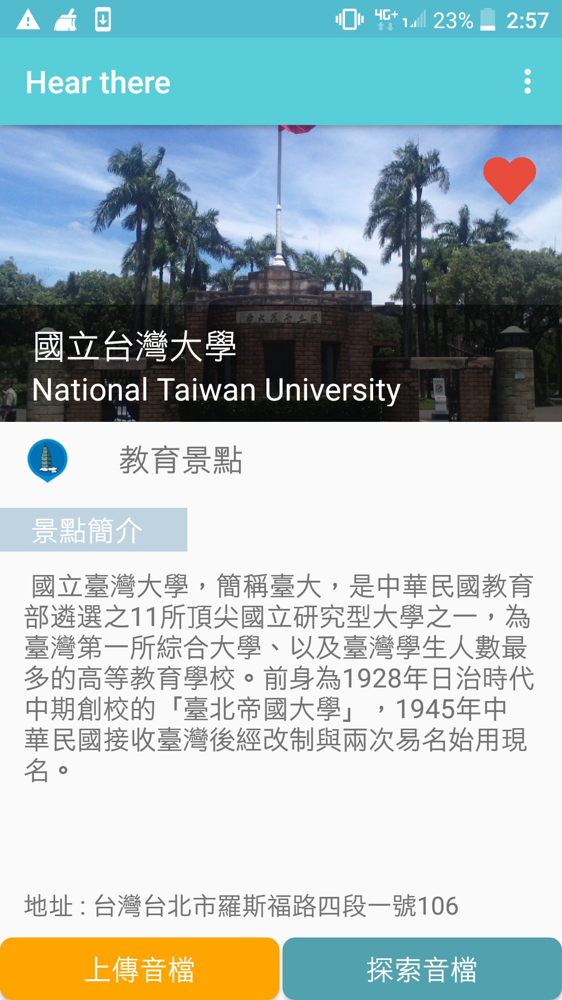 4G+ 1 23% 2:57
Hear there
國立台灣大學
國立台灣大學
National Taiwan University
教育景點
景點簡介
國立臺灣大學，簡稱臺大，是中華民國教育
部遴選之11所頂尖國立研究型大學之一，為
臺灣第一所綜合大學、以及臺灣學生人數最
多的高等教育學校。前身為1928年日治時代
中期創校的「臺北帝國大學」，1945年中
華民國接收臺灣後經改制與兩次易名始用現
名。
地址 : 台灣台北市羅斯福路四段一號106
上傳音檔
探索音檔